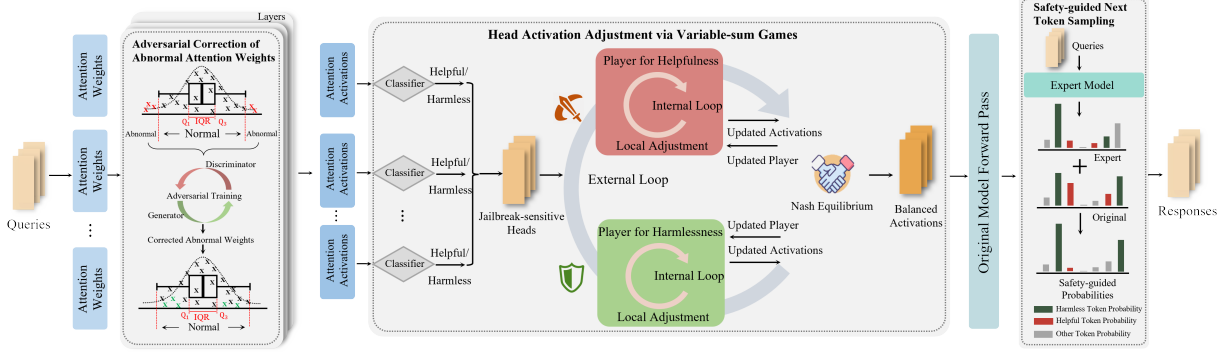 Queries
Attention
Weights
Attention
Weights
...
Attention
Weights
Layers
Adversarial Correction of
Abnormal Attention Weights
Q1 IQR Q3
Abnormal
Normal
Abnormal
Discriminator
Adversarial Training
Generator
Corrected Abnormal Weights
Q1 IQR Q3
Normal
Attention
Activations
Attention
Activations
...
Attention
Activations
Head Activation Adjustment via Variable-sum Games
Classifier
Helpful/
Harmless
Classifier
Helpful/
Harmless
...
Classifier
Helpful/
Harmless
Jailbreak-sensitive
Heads
External Loop
Player for Helpfulness
Internal Loop
Local Adjustment
Updated Activations
Updated Player
Nash Equilibrium
Player for Harmlessness
Internal Loop
Local Adjustment
Updated Player
Updated Activations
Balanced
Activations
Original Model Forward Pass
Safety-guided Next
Token Sampling
Queries
Expert Model
Expert
+
Original
Safety-guided
Probabilities
Harmless Token Probability
Helpful Token Probability
Other Token Probability
Responses